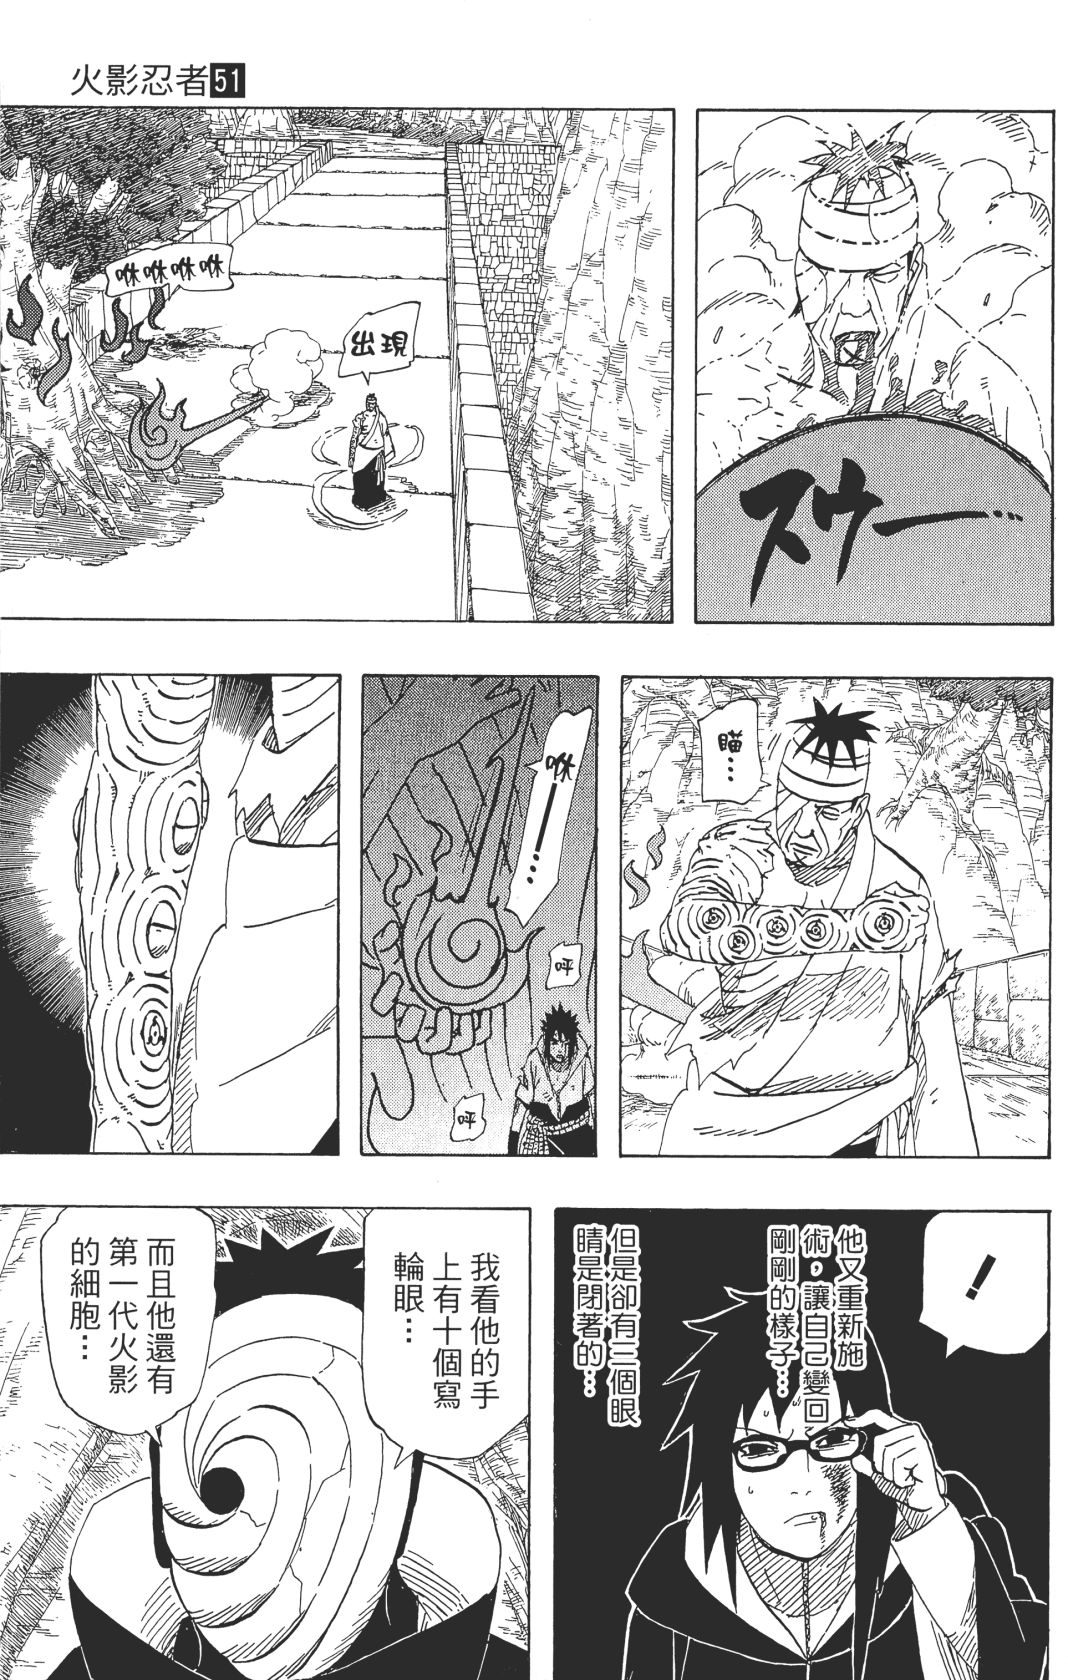 火影忍者51
スウー…
出現
咻咻咻咻
瞄…
咻——…
呼
呼
！
他又重新施
術，讓自己變回
剛剛的樣子…
但是卻有三個眼
睛是閉著的…
我看他的手
上有十個寫
輪眼…
而且他還有
第一代火影
的細胞…